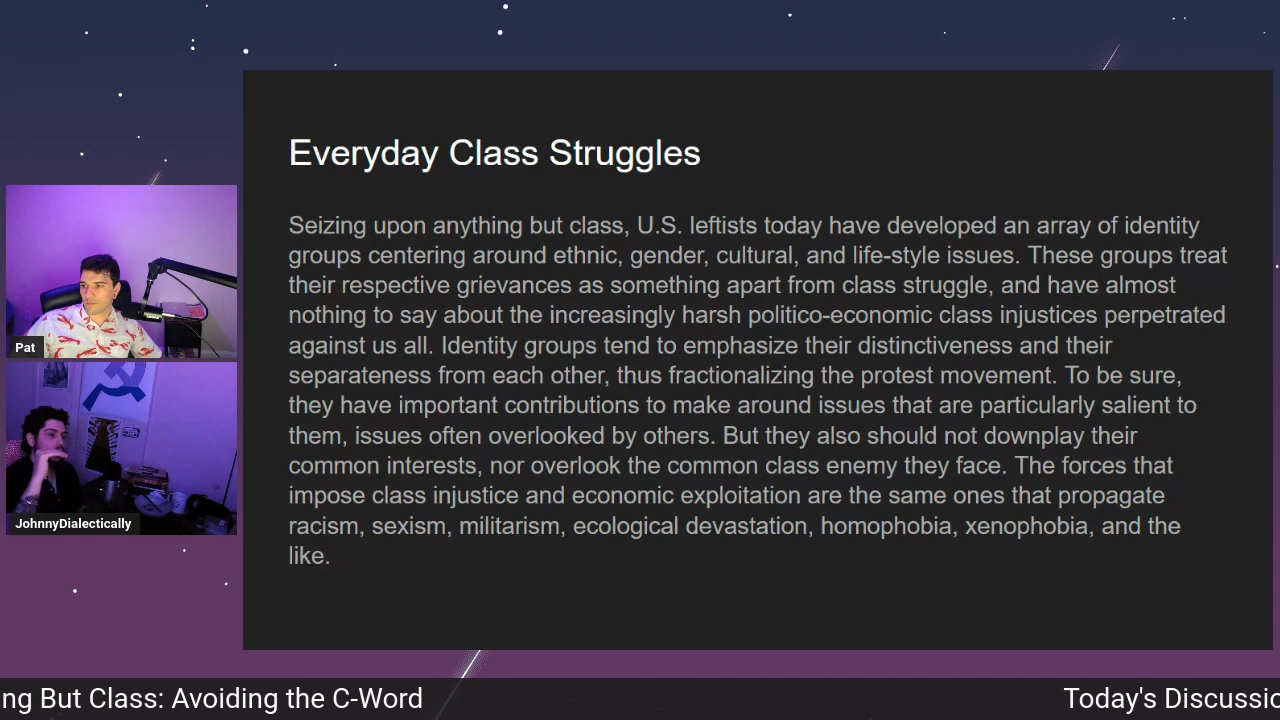 Everyday Class Struggles
Seizing upon anything but class, U.S. leftists today have developed an array of identity
groups centering around ethnic, gender, cultural, and life-style issues. These groups treat
their respective grievances as something apart from class struggle, and have almost
nothing to say about the increasingly harsh politico-economic class injustices perpetrated
against us all. Identity groups tend to emphasize their distinctiveness and their
separateness from each other, thus fractionalizing the protest movement. To be sure,
they have important contributions to make around issues that are particularly salient to
them, issues often overlooked by others. But they also should not downplay their
common interests, nor overlook the common class enemy they face. The forces that
impose class injustice and economic exploitation are the same ones that propagate
racism, sexism, militarism, ecological devastation, homophobia, xenophobia, and the
like.
Pat
JohnnyDialectically
ng But Class: Avoiding the C-Word
Today's Discussio